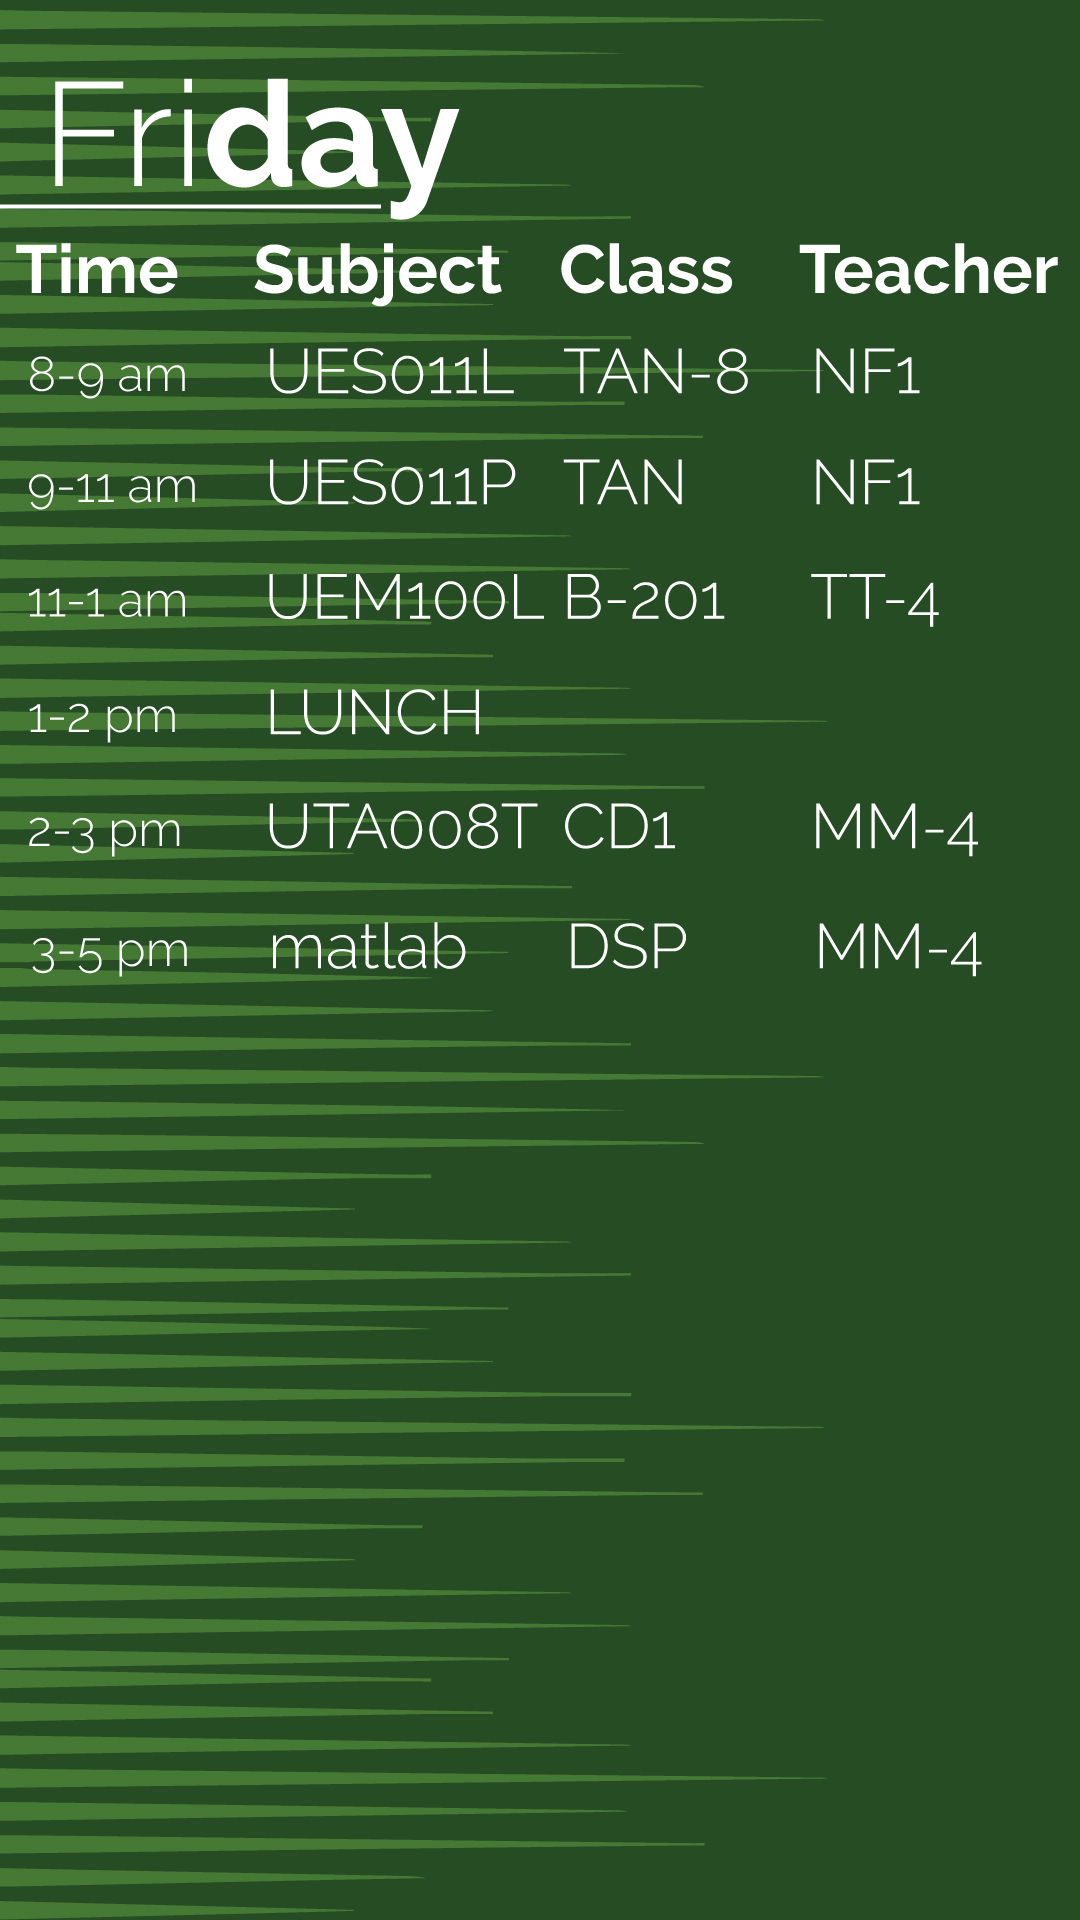 Friday
Time Subject Class Teacher
8-9 am UES011L TAN-8 NF1
9-11 am UES011P TAN NF1
11-1 am UEM100L B-201 TT-4
1-2 pm LUNCH
2-3 pm UTA008T CD1 MM-4
3-5 pm matlab DSP MM-4